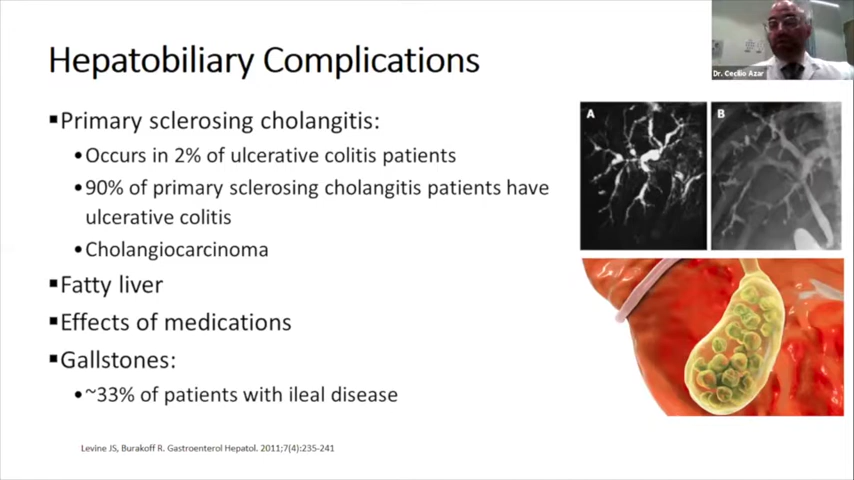 Hepatobiliary Complications
▪Primary sclerosing cholangitis:
•Occurs in 2% of ulcerative colitis patients
•90% of primary sclerosing cholangitis patients have
ulcerative colitis
•Cholangiocarcinoma
▪Fatty liver
▪Effects of medications
▪Gallstones:
•~33% of patients with ileal disease
Levine JS, Burakoff R. Gastroenterol Hepatol. 2011;7(4):235-241
Dr. Cecilio Azar
A
B